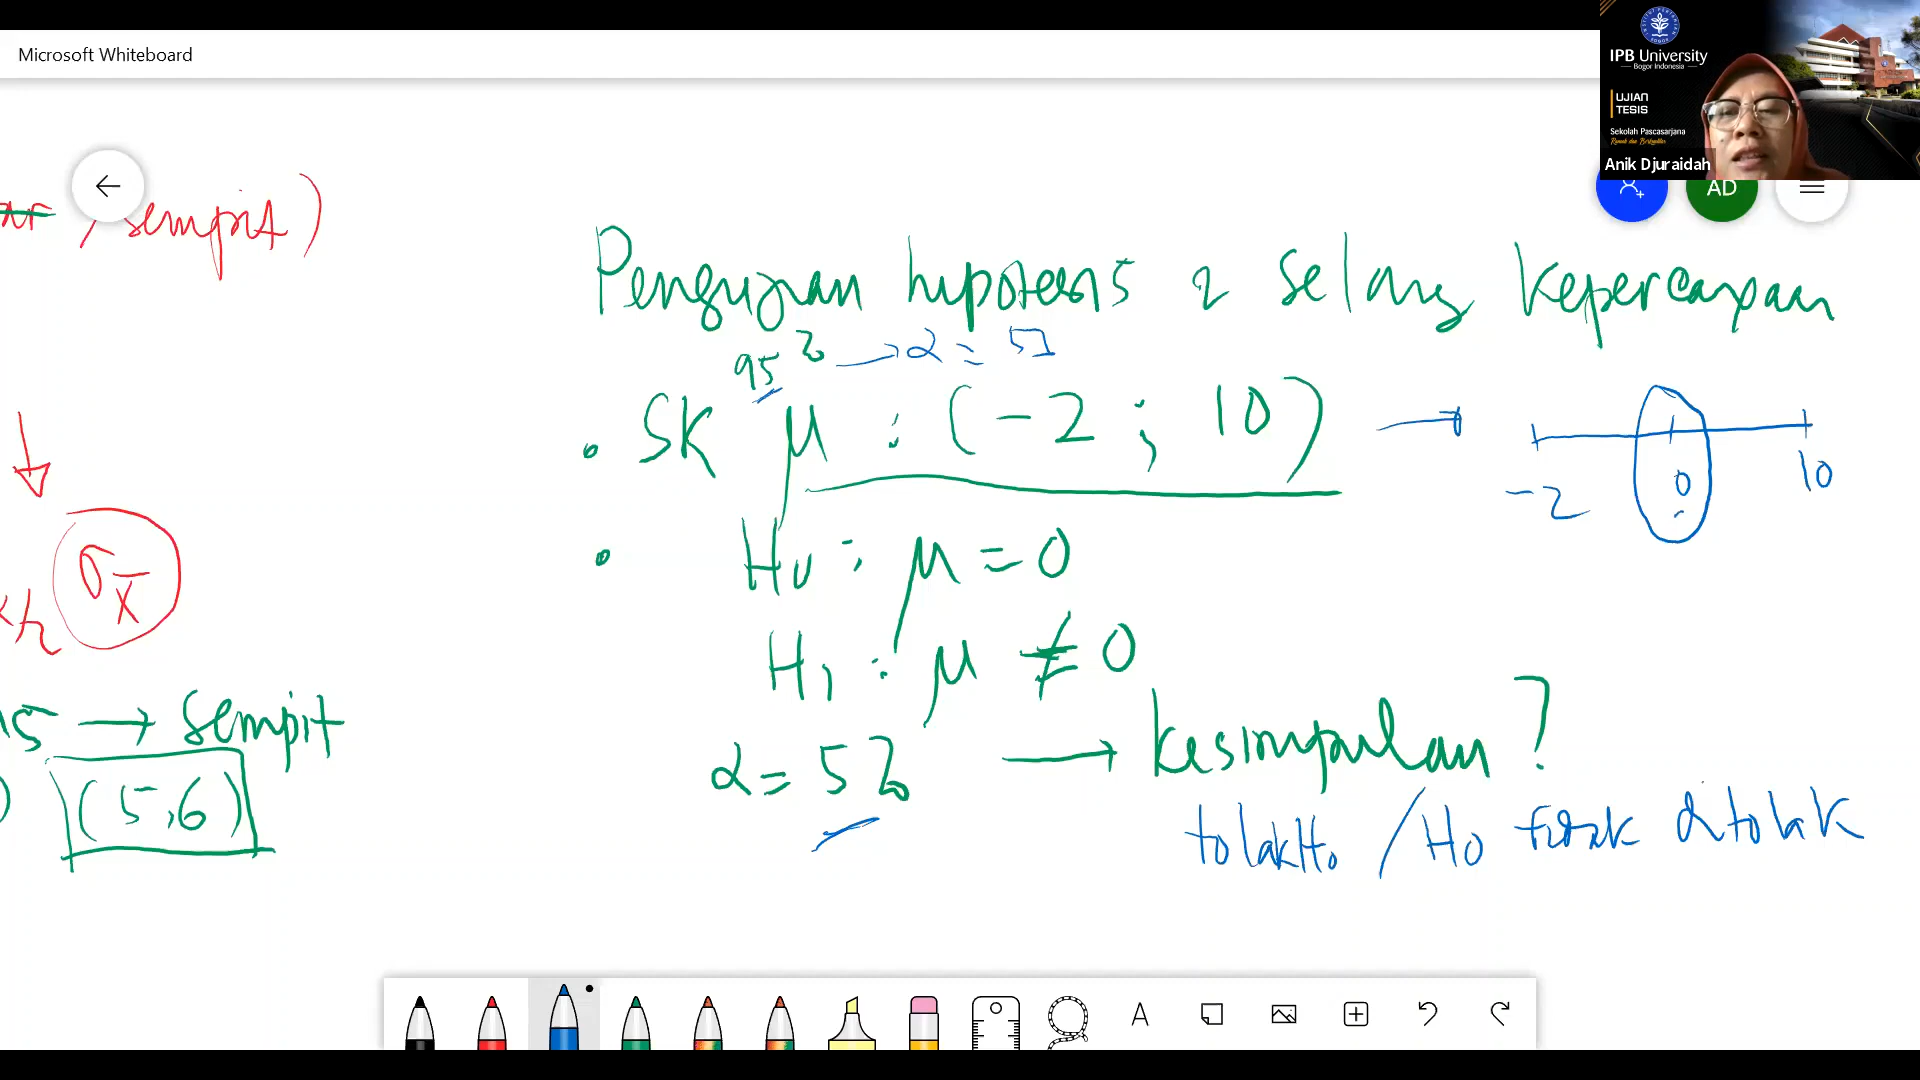 Microsoft Whiteboard
IPB University
Bogor Indonesia
UJIAN
TESIS
Sekolah Pascasarjana
Anik Djuraidah
AD
, sempit)
Pengujian hipotesis & selang kepercayaan
95% → α = 5%
• SK μ : (-2 ; 10) →
-2 0 10
• H0 : μ = 0
σx̄
H1 : μ ≠ 0
→ sempit
α = 5% → kesimpulan ?
(5,6)
tolak H0 / H0 tidak ditolak